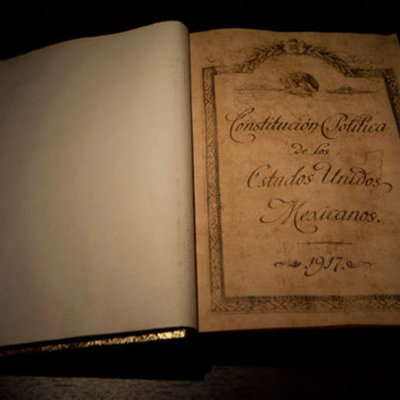 Constitución Política
de los
Estados Unidos
Mexicanos.
1917.